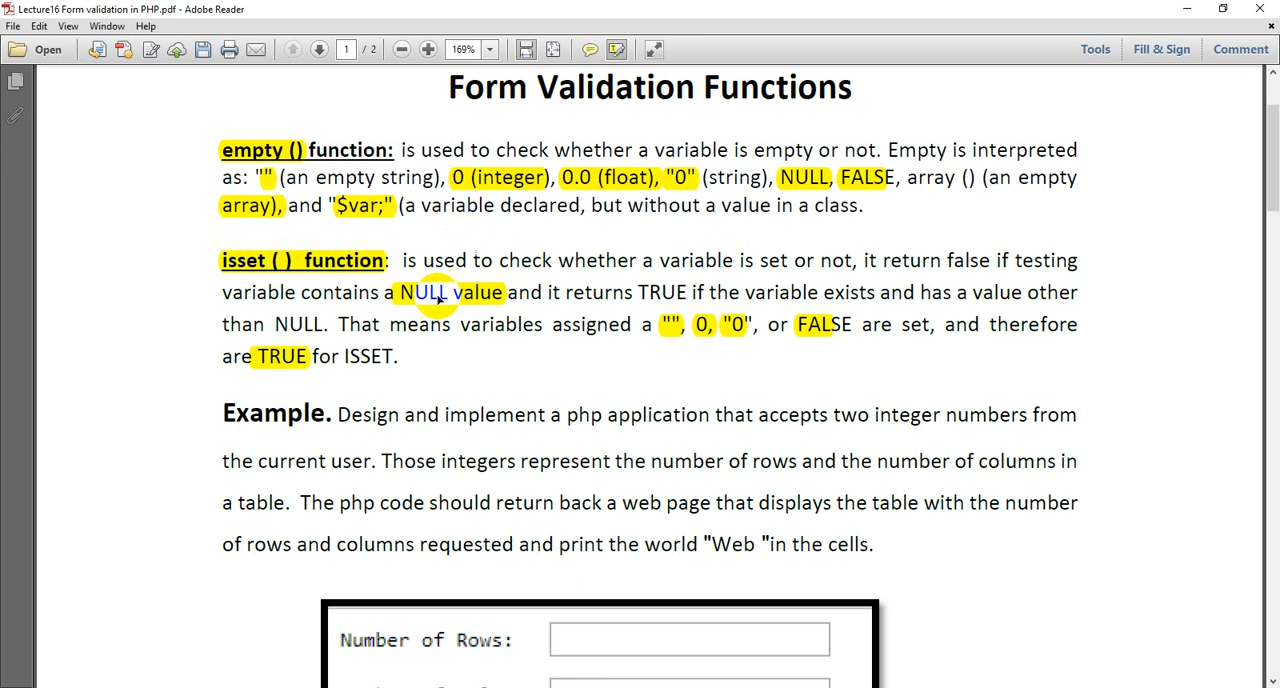 Lecture16 Form validation in PHP.pdf - Adobe Reader
File Edit View Window Help
Open 1 / 2 169% Tools Fill & Sign Comment
Form Validation Functions
empty () function: is used to check whether a variable is empty or not. Empty is interpreted
as: "" (an empty string), 0 (integer), 0.0 (float), "0" (string), NULL, FALSE, array () (an empty
array), and "$var;" (a variable declared, but without a value in a class.
isset ( ) function: is used to check whether a variable is set or not, it return false if testing
variable contains a NULL value and it returns TRUE if the variable exists and has a value other
than NULL. That means variables assigned a "", 0, "0", or FALSE are set, and therefore
are TRUE for ISSET.
Example. Design and implement a php application that accepts two integer numbers from
the current user. Those integers represent the number of rows and the number of columns in
a table. The php code should return back a web page that displays the table with the number
of rows and columns requested and print the world "Web "in the cells.
Number of Rows: